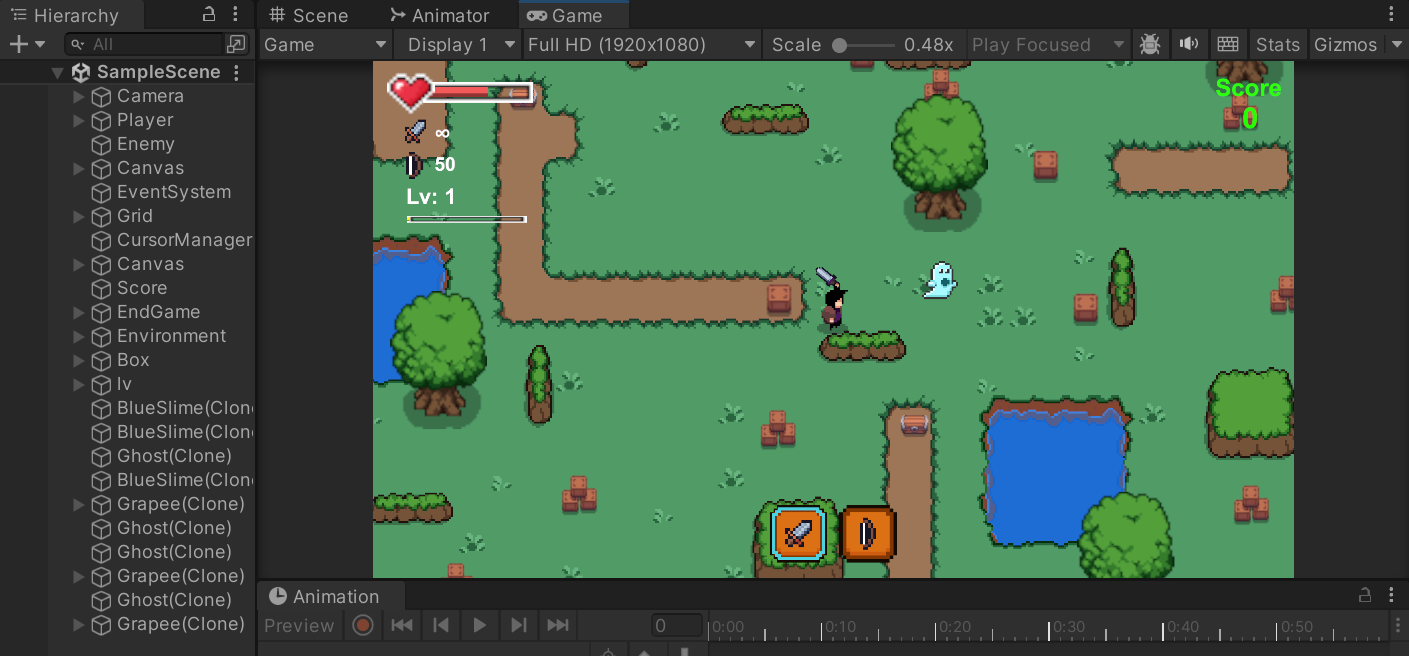 Hierarchy
All
SampleScene
Camera
Player
Enemy
Canvas
EventSystem
Grid
CursorManager
Canvas
Score
EndGame
Environment
Box
lv
BlueSlime(Clon
BlueSlime(Clon
Ghost(Clone)
BlueSlime(Clon
Grapee(Clone)
Ghost(Clone)
Ghost(Clone)
Grapee(Clone)
Ghost(Clone)
Grapee(Clone)
Scene Animator Game
Game Display 1 Full HD (1920x1080) Scale 0.48x Play Focused Stats Gizmos
Score
0
∞
50
Lv: 1
Animation
Preview 0 0:00 0:10 0:20 0:30 0:40 0:50